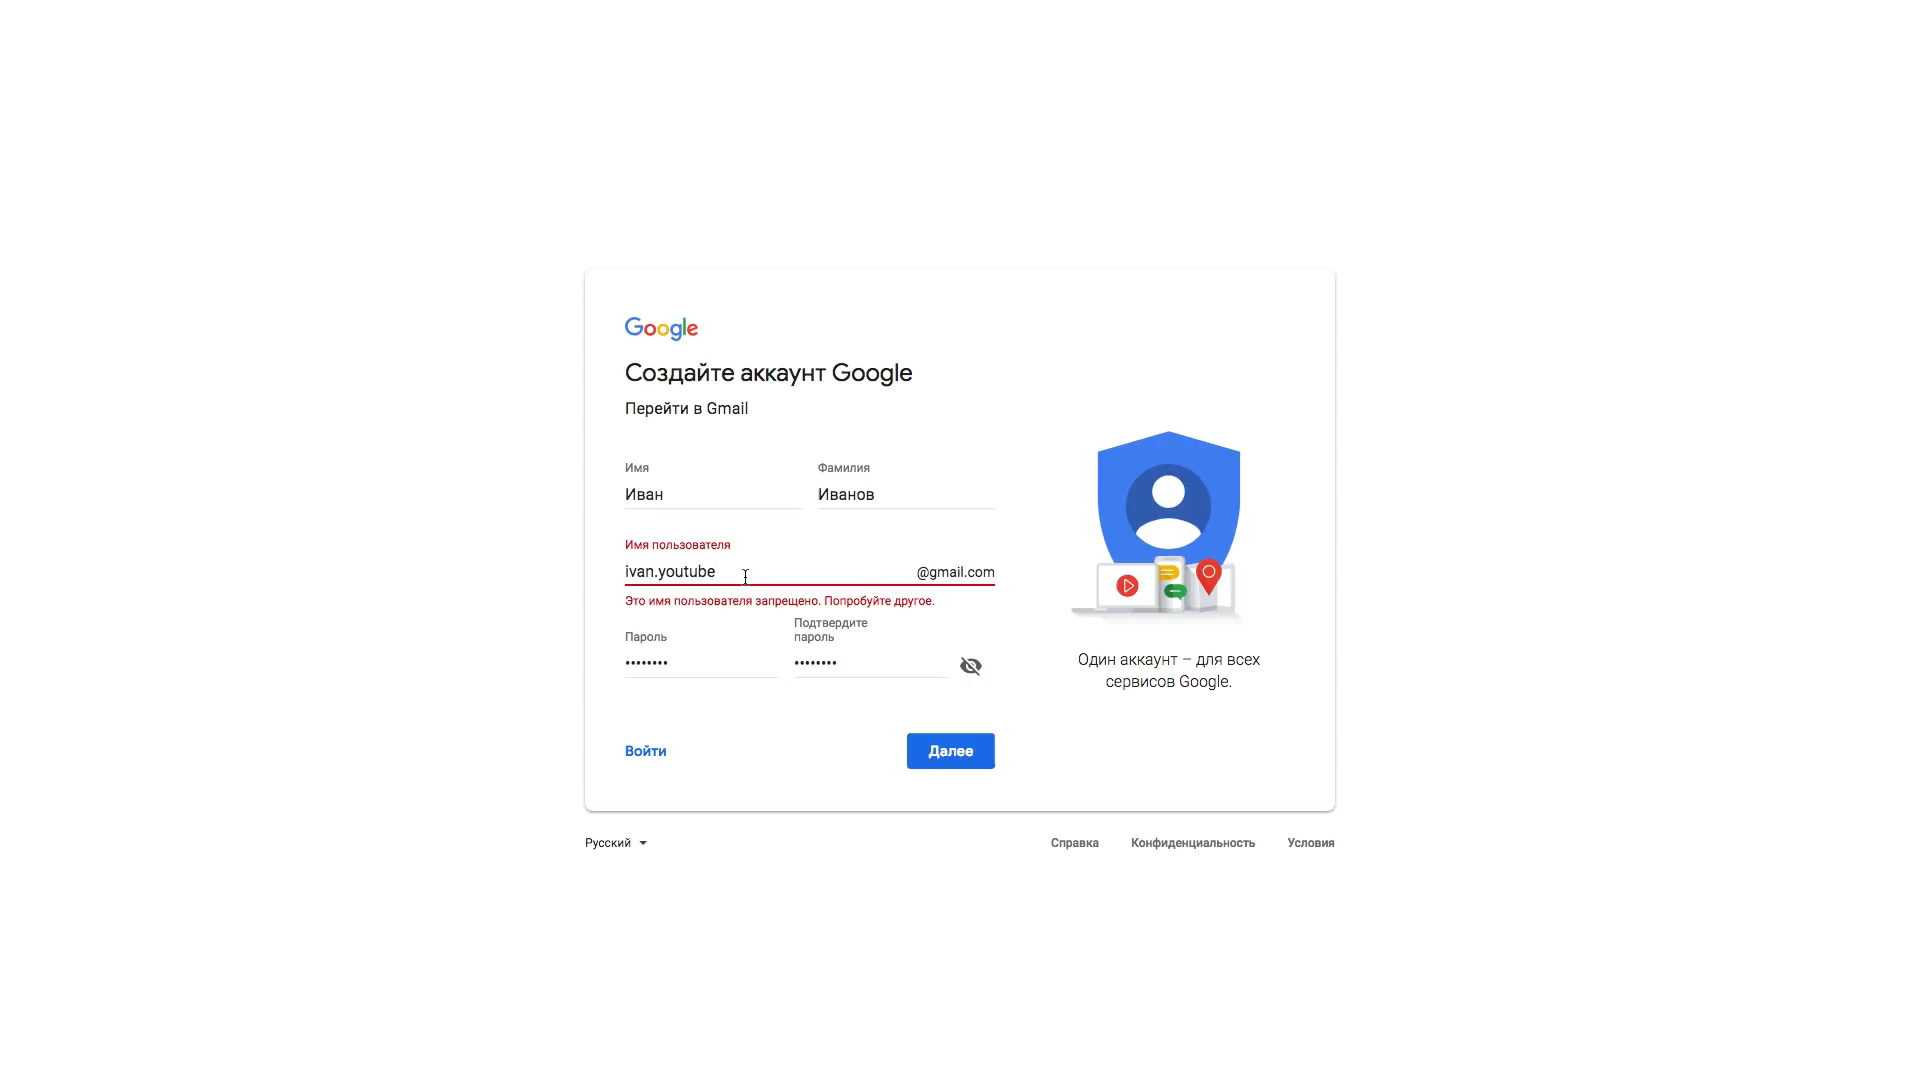 Google
Создайте аккаунт Google
Перейти в Gmail
Имя
Фамилия
Иван
Иванов
Имя пользователя
ivan.youtube
@gmail.com
Это имя пользователя запрещено. Попробуйте другое.
Пароль
Подтвердите
пароль
••••••••
••••••••
Войти
Далее
Один аккаунт – для всех
сервисов Google.
Русский
Справка
Конфиденциальность
Условия